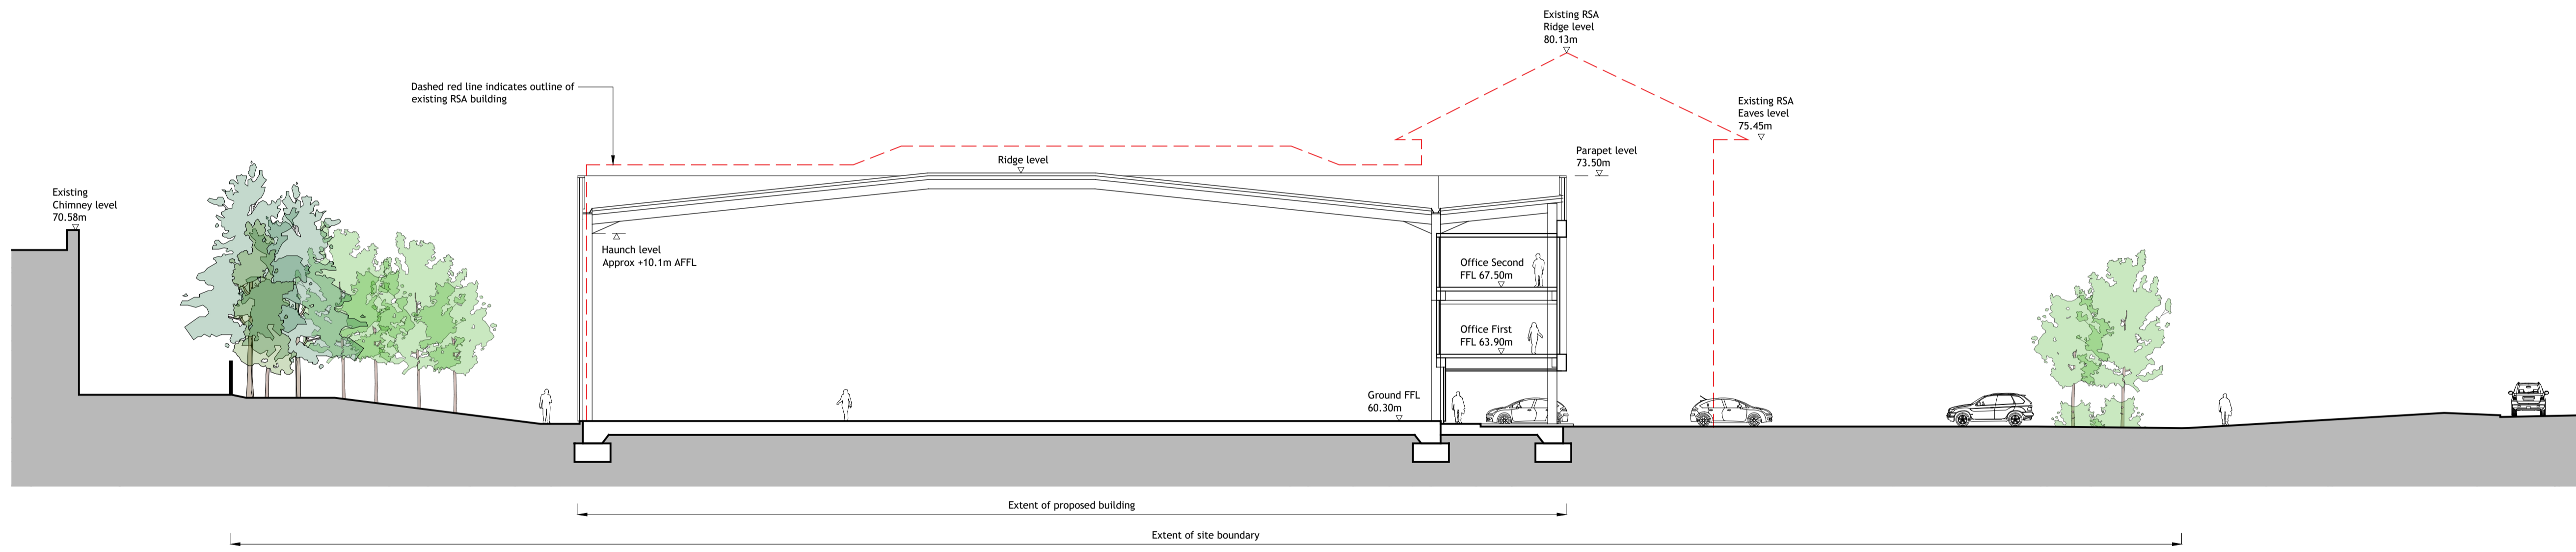 Existing RSA
Ridge level
80.13m
Dashed red line indicates outline of
existing RSA building
Existing RSA
Eaves level
75.45m
Parapet level
73.50m
Ridge level
Existing
Chimney level
70.58m
Haunch level
Approx +10.1m AFFL
Office Second
FFL 67.50m
Office First
FFL 63.90m
Ground FFL
60.30m
Extent of proposed building
Extent of site boundary